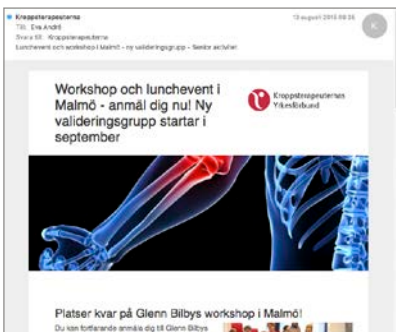 Kroppsterapeuterna
13 augusti 2015 08:35
K
Till: Eva André
Svara till: Kroppsterapeuterna
Lunchevent och workshop i Malmö - ny valideringsgrupp - Senior aktivitet
Workshop och lunchevent i
Malmö - anmäl dig nu! Ny
valideringsgrupp startar i
september
Kroppsterapeuternas
Yrkesförbund
Platser kvar på Glenn Bilbys workshop i Malmö!
Du kan fortfarande anmäla dig till Glenn Bilbys